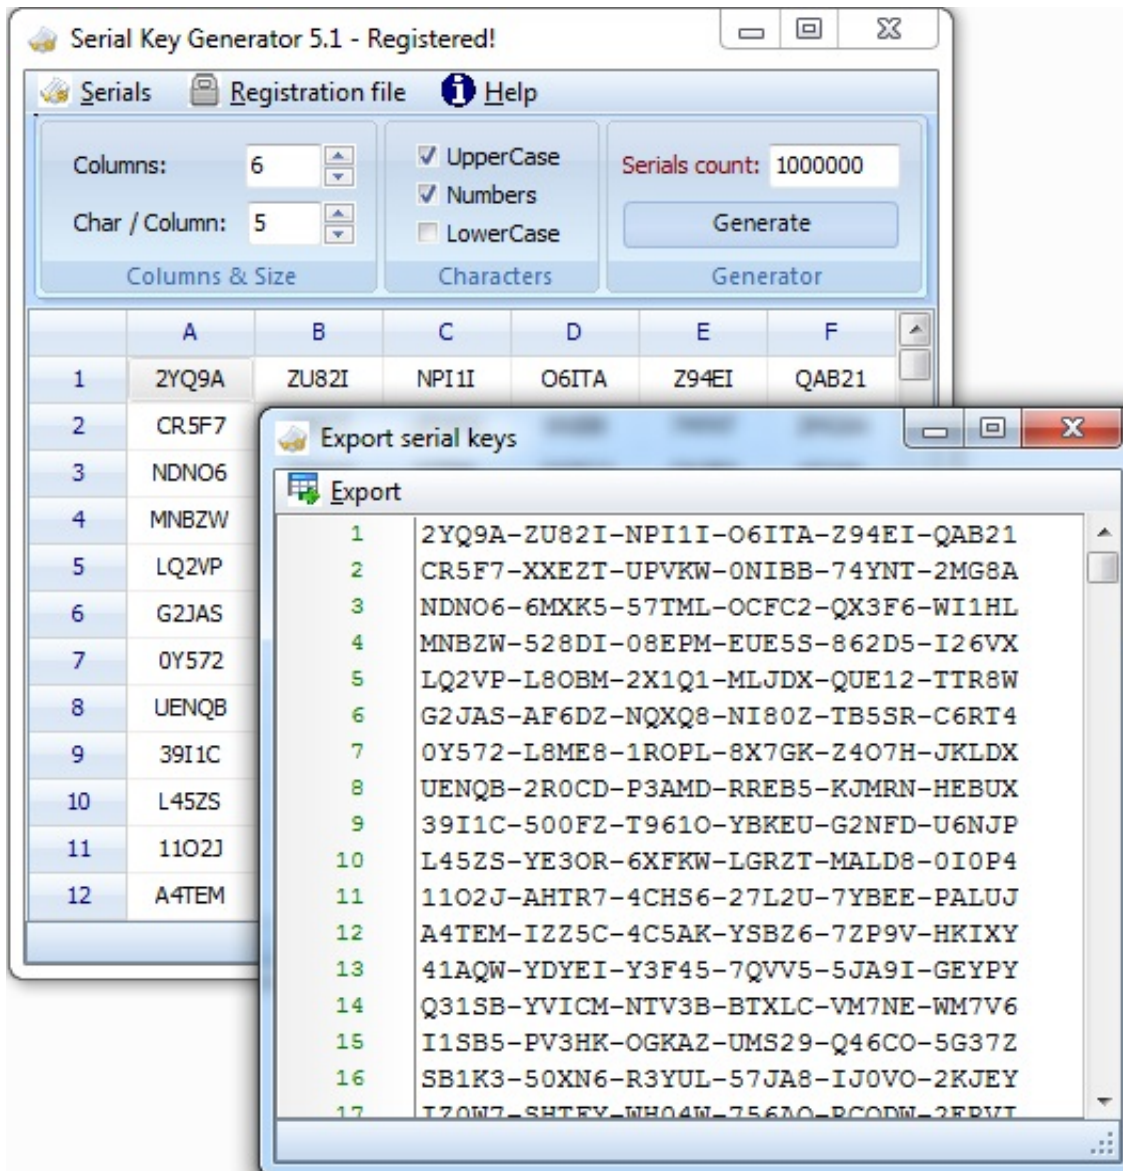 Serial Key Generator 5.1 - Registered!
Serials Registration file Help
Columns: 6
Char / Column: 5
Columns & Size
UpperCase
Numbers
LowerCase
Characters
Serials count: 1000000
Generate
Generator
A B C D E F
1 2YQ9A ZU82I NPI1I O6ITA Z94EI QAB21
2 CR5F7
3 NDNO6
4 MNBZW
5 LQ2VP
6 G2JAS
7 0Y572
8 UENQB
9 39I1C
10 L45ZS
11 11O2J
12 A4TEM
Export serial keys
Export
1 2YQ9A-ZU82I-NPI1I-O6ITA-Z94EI-QAB21
2 CR5F7-XXEZT-UPVKW-0NIBB-74YNT-2MG8A
3 NDNO6-6MXK5-57TML-OCFC2-QX3F6-WI1HL
4 MNBZW-528DI-08EPM-EUE5S-862D5-I26VX
5 LQ2VP-L8OBM-2X1Q1-MLJDX-QUE12-TTR8W
6 G2JAS-AF6DZ-NQXQ8-NI80Z-TB5SR-C6RT4
7 0Y572-L8ME8-1ROPL-8X7GK-Z4O7H-JKLDX
8 UENQB-2R0CD-P3AMD-RREB5-KJMRN-HEBUX
9 39I1C-500FZ-T961O-YBKEU-G2NFD-U6NJP
10 L45ZS-YE3OR-6XFKW-LGRZT-MALD8-0I0P4
11 11O2J-AHTR7-4CHS6-27L2U-7YBEE-PALUJ
12 A4TEM-IZZ5C-4C5AK-YSBZ6-7ZP9V-HKIXY
13 41AQW-YDYEI-Y3F45-7QVV5-5JA9I-GEYPY
14 Q31SB-YVICM-NTV3B-BTXLC-VM7NE-WM7V6
15 I1SB5-PV3HK-OGKAZ-UMS29-Q46CO-5G37Z
16 SB1K3-50XN6-R3YUL-57JA8-IJ0VO-2KJEY
17